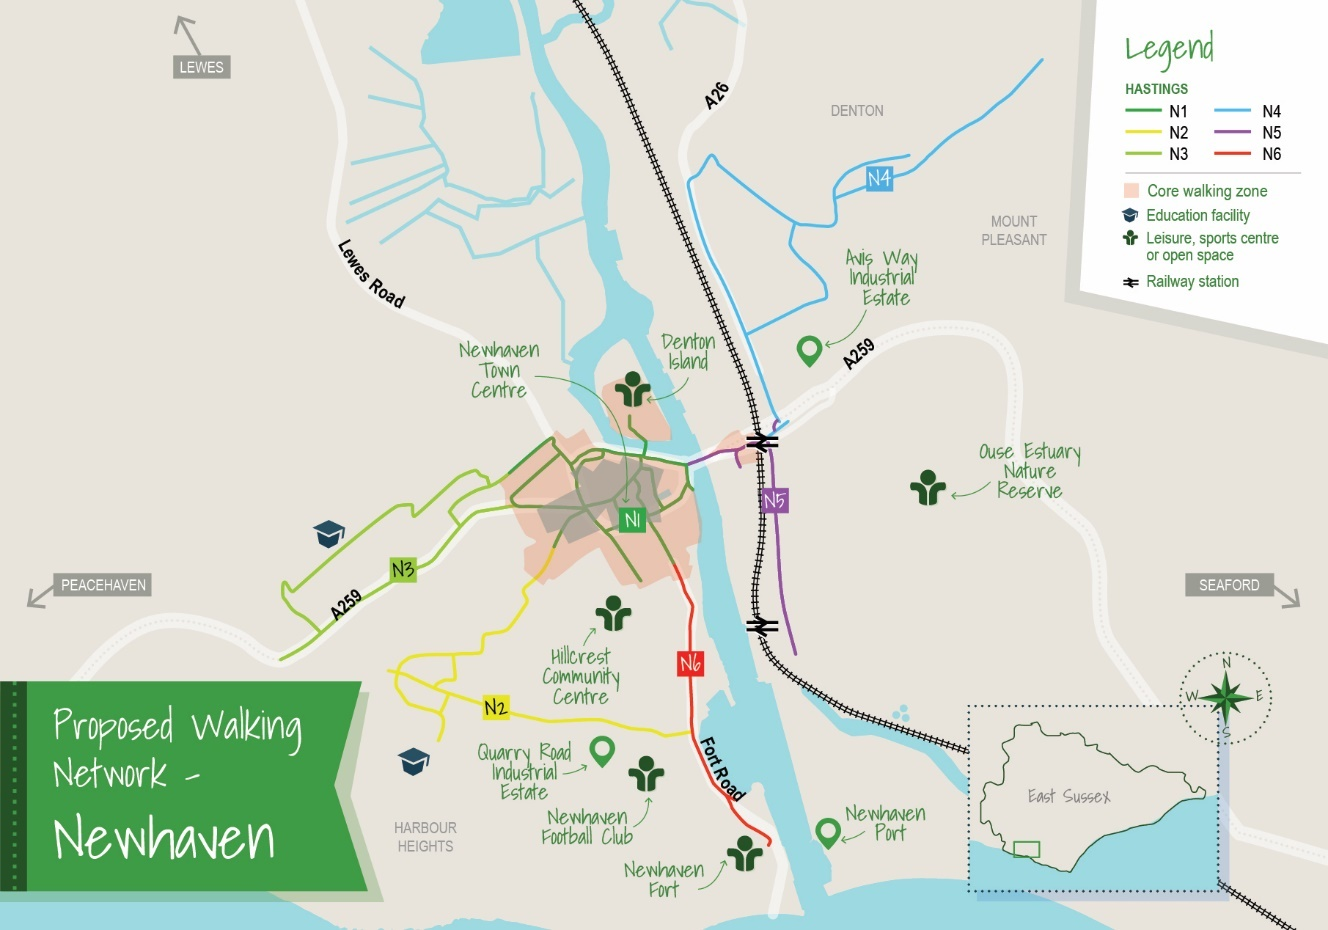 LEWES
A26
DENTON
N4
MOUNT
PLEASANT
Lewes Road
Avis Way
Industrial
Estate
A259
Newhaven
Town
Centre
Denton
Island
Ouse Estuary
Nature
Reserve
N5
N1
N3
A259
PEACEHAVEN
SEAFORD
Hillcrest
Community
Centre
N6
N2
Quarry Road
Industrial
Estate
Newhaven
Football Club
Fort Road
HARBOUR
HEIGHTS
Newhaven
Fort
Newhaven
Port
Legend
HASTINGS
N1
N4
N2
N5
N3
N6
Core walking zone
Education facility
Leisure, sports centre
or open space
Railway station
N
W E
S
East Sussex
Proposed Walking
Network -
Newhaven